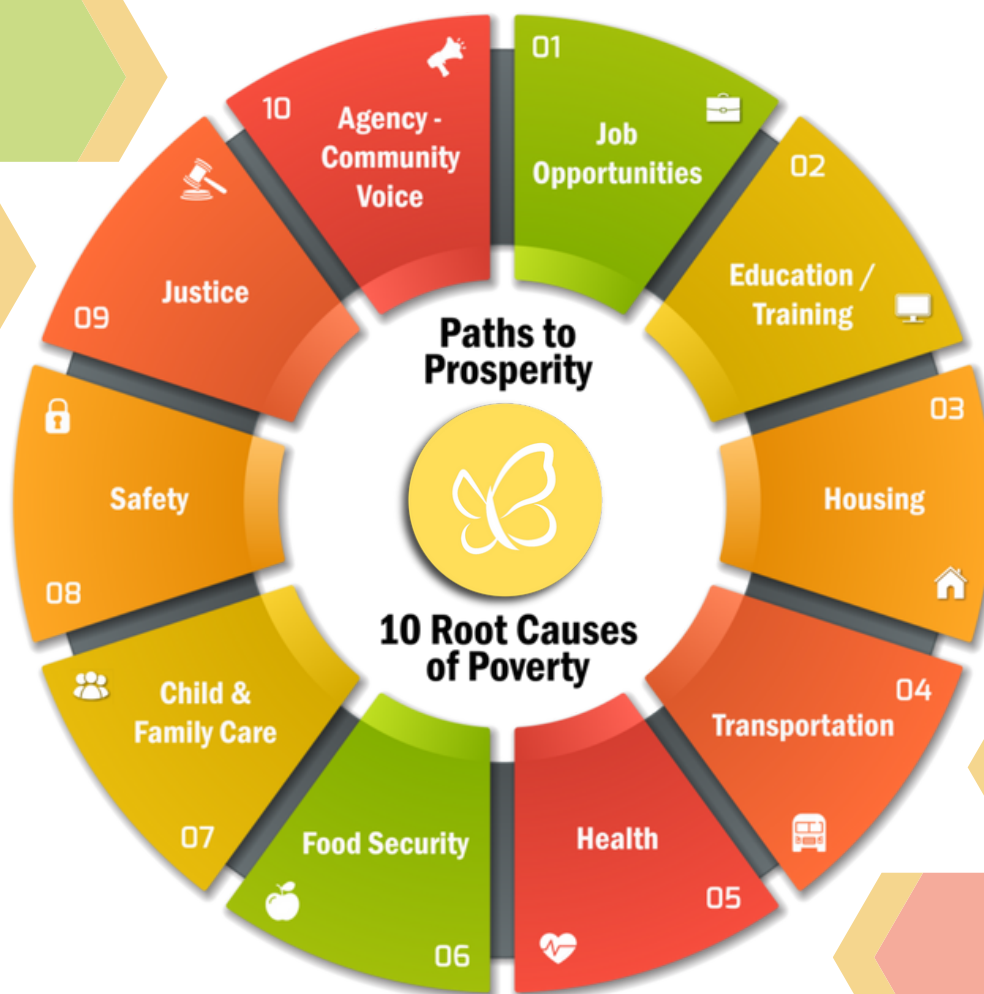 Paths to
Prosperity
10 Root Causes
of Poverty
01
Job
Opportunities
02
Education /
Training
03
Housing
04
Transportation
05
Health
06
Food Security
07
Child &
Family Care
08
Safety
09
Justice
10
Agency -
Community
Voice